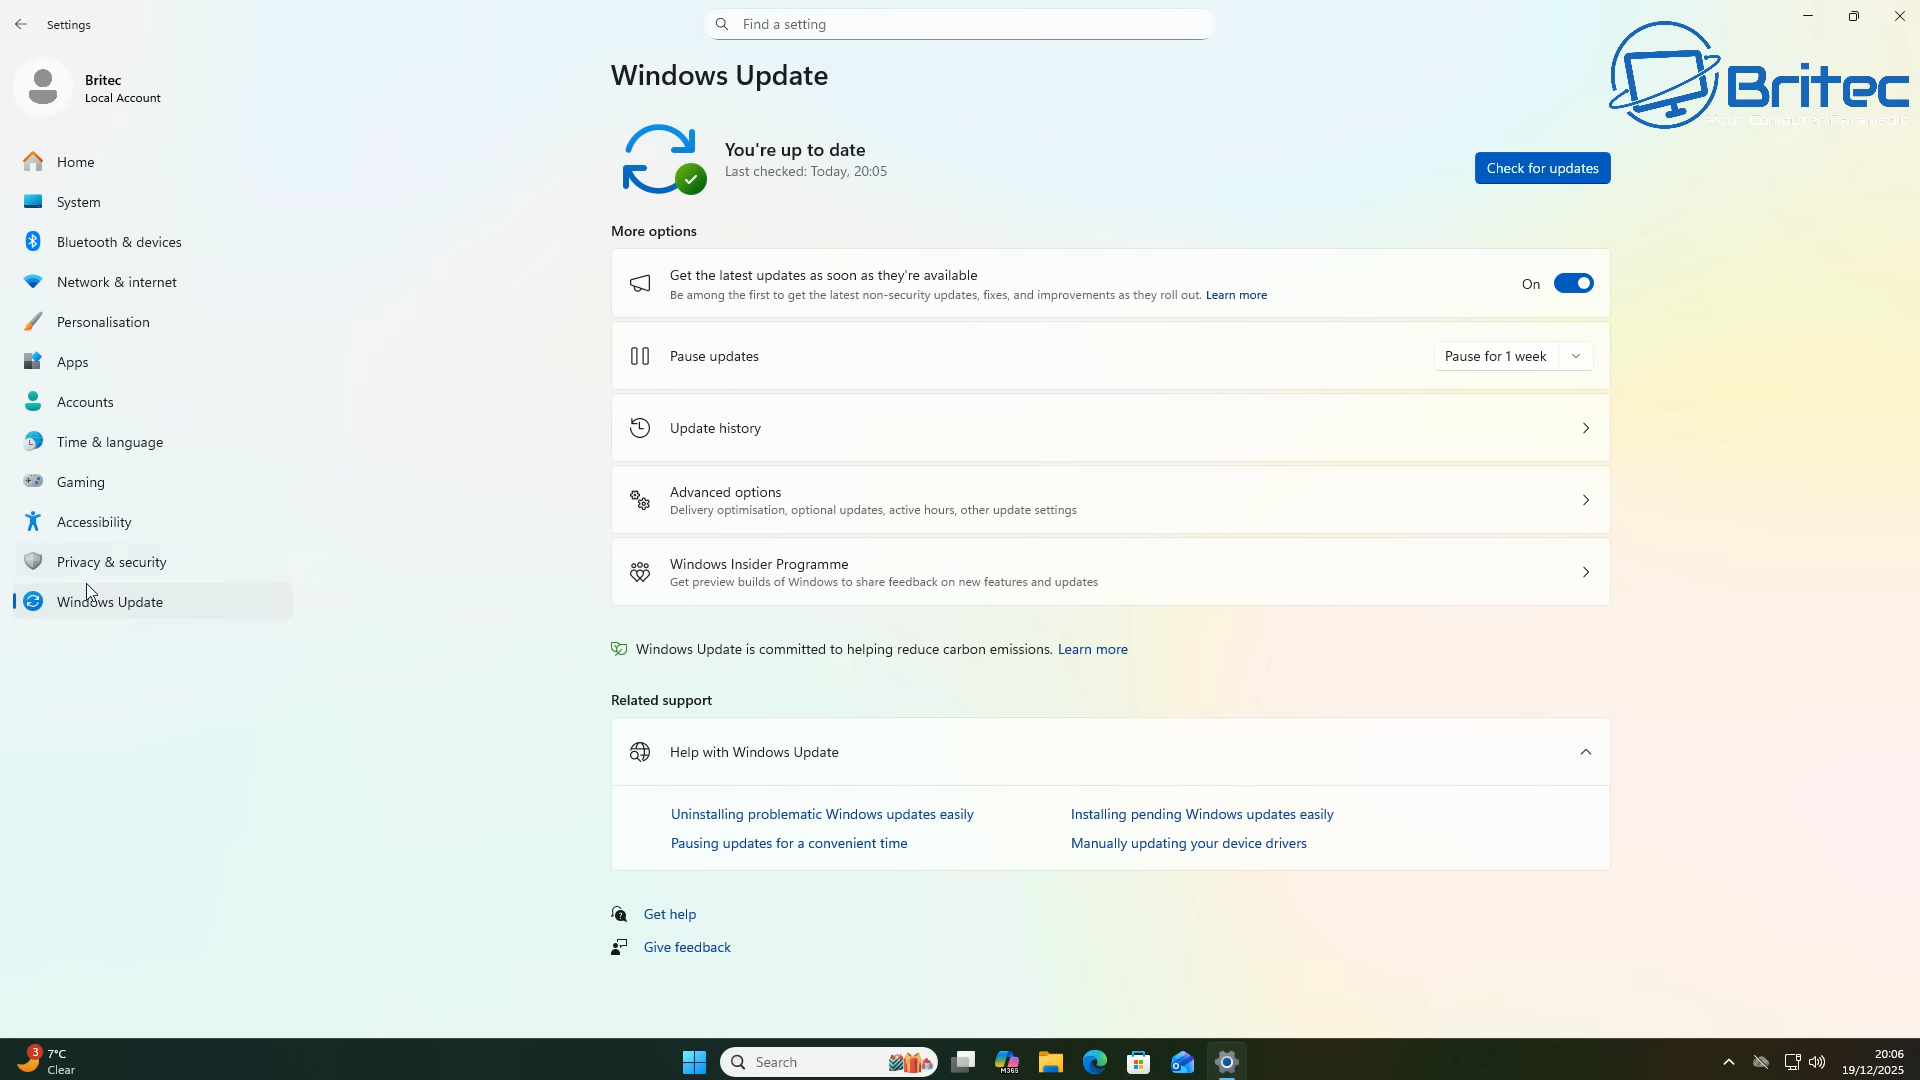 Settings
Find a setting
Britec
Local Account
Home
System
Bluetooth & devices
Network & internet
Personalisation
Apps
Accounts
Time & language
Gaming
Accessibility
Privacy & security
Windows Update
Windows Update
You're up to date
Last checked: Today, 20:05
Check for updates
More options
Get the latest updates as soon as they're available
Be among the first to get the latest non-security updates, fixes, and improvements as they roll out. Learn more
On
Pause updates
Pause for 1 week
Update history
Advanced options
Delivery optimisation, optional updates, active hours, other update settings
Windows Insider Programme
Get preview builds of Windows to share feedback on new features and updates
Windows Update is committed to helping reduce carbon emissions. Learn more
Related support
Help with Windows Update
Uninstalling problematic Windows updates easily
Installing pending Windows updates easily
Pausing updates for a convenient time
Manually updating your device drivers
Get help
Give feedback
Britec
Your Computer Paramedic
3
7°C
Clear
Search
M365
20:06
19/12/2025